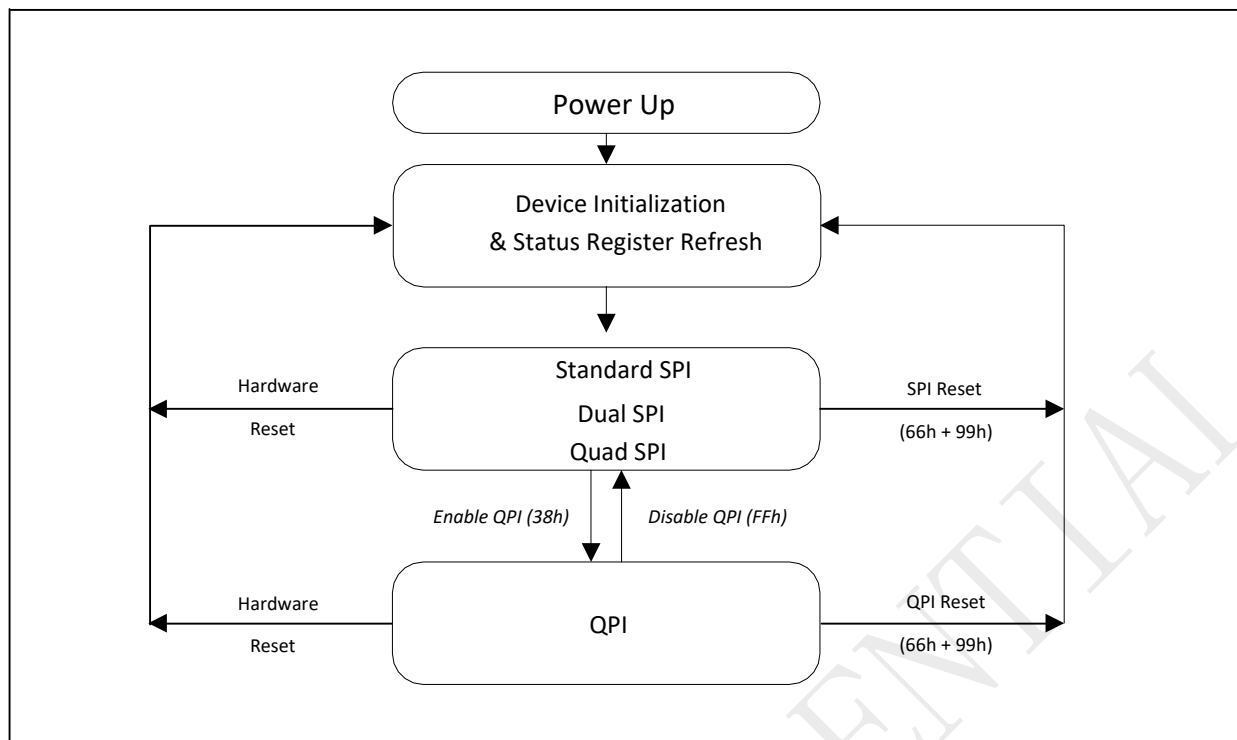 Power Up
Device Initialization
& Status Register Refresh
Standard SPI
Dual SPI
Quad SPI
Hardware
Reset
SPI Reset
(66h + 99h)
Enable QPI (38h)
Disable QPI (FFh)
QPI
Hardware
Reset
QPI Reset
(66h + 99h)